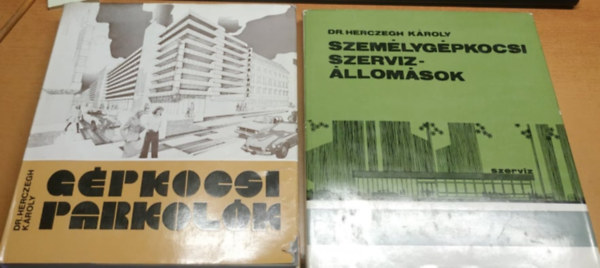 DR. HERCZEGH
KÁROLY
GÉPKOCSI
PARKOLÓK
DR. HERCZEGH KÁROLY
SZEMÉLYGÉPKOCSI
SZERVIZ-
ÁLLOMÁSOK
szerviz